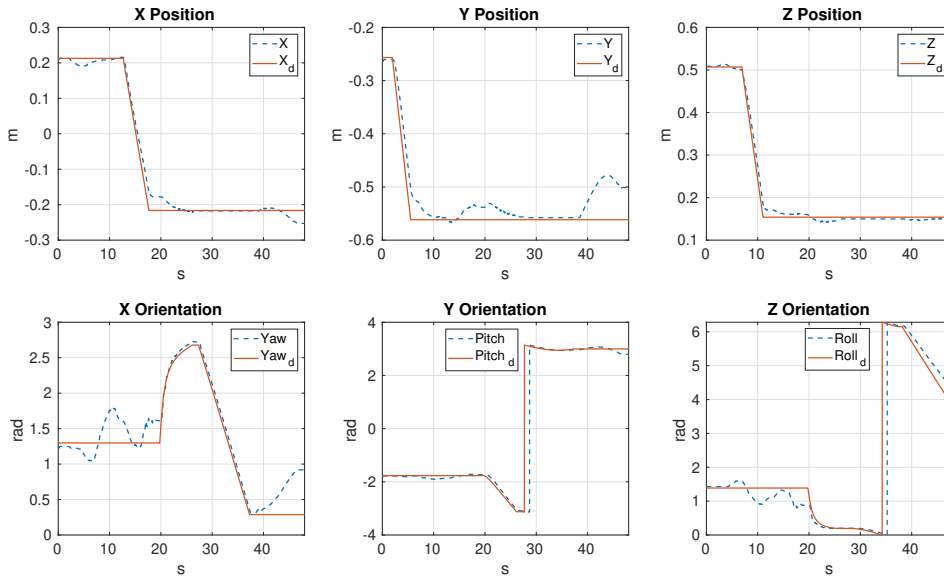 X Position
0.3
0.2
0.1
0
-0.1
-0.2
-0.3
m
0 10 20 30 40
s
X
X_d
Y Position
-0.2
-0.3
-0.4
-0.5
-0.6
m
0 10 20 30 40
s
Y
Y_d
Z Position
0.6
0.5
0.4
0.3
0.2
0.1
m
0 10 20 30 40
s
Z
Z_d
X Orientation
3
2.5
2
1.5
1
0.5
0
rad
0 10 20 30 40
s
Yaw
Yaw_d
Y Orientation
4
2
0
-2
-4
rad
0 10 20 30 40
s
Pitch
Pitch_d
Z Orientation
6
5
4
3
2
1
0
rad
0 10 20 30 40
s
Roll
Roll_d